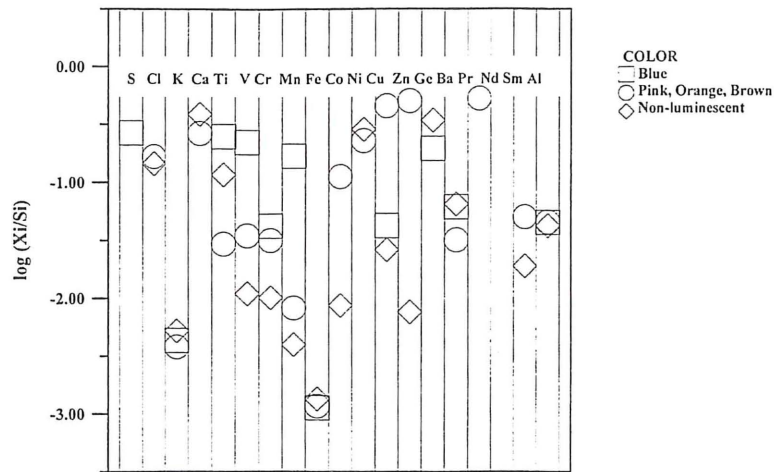 0.00
S Cl K Ca Ti V Cr Mn Fe Co Ni Cu Zn Ge Ba Pr Nd Sm Al
-1.00
-2.00
-3.00
log (Xi/Si)
COLOR
Blue
Pink, Orange, Brown
Non-luminescent